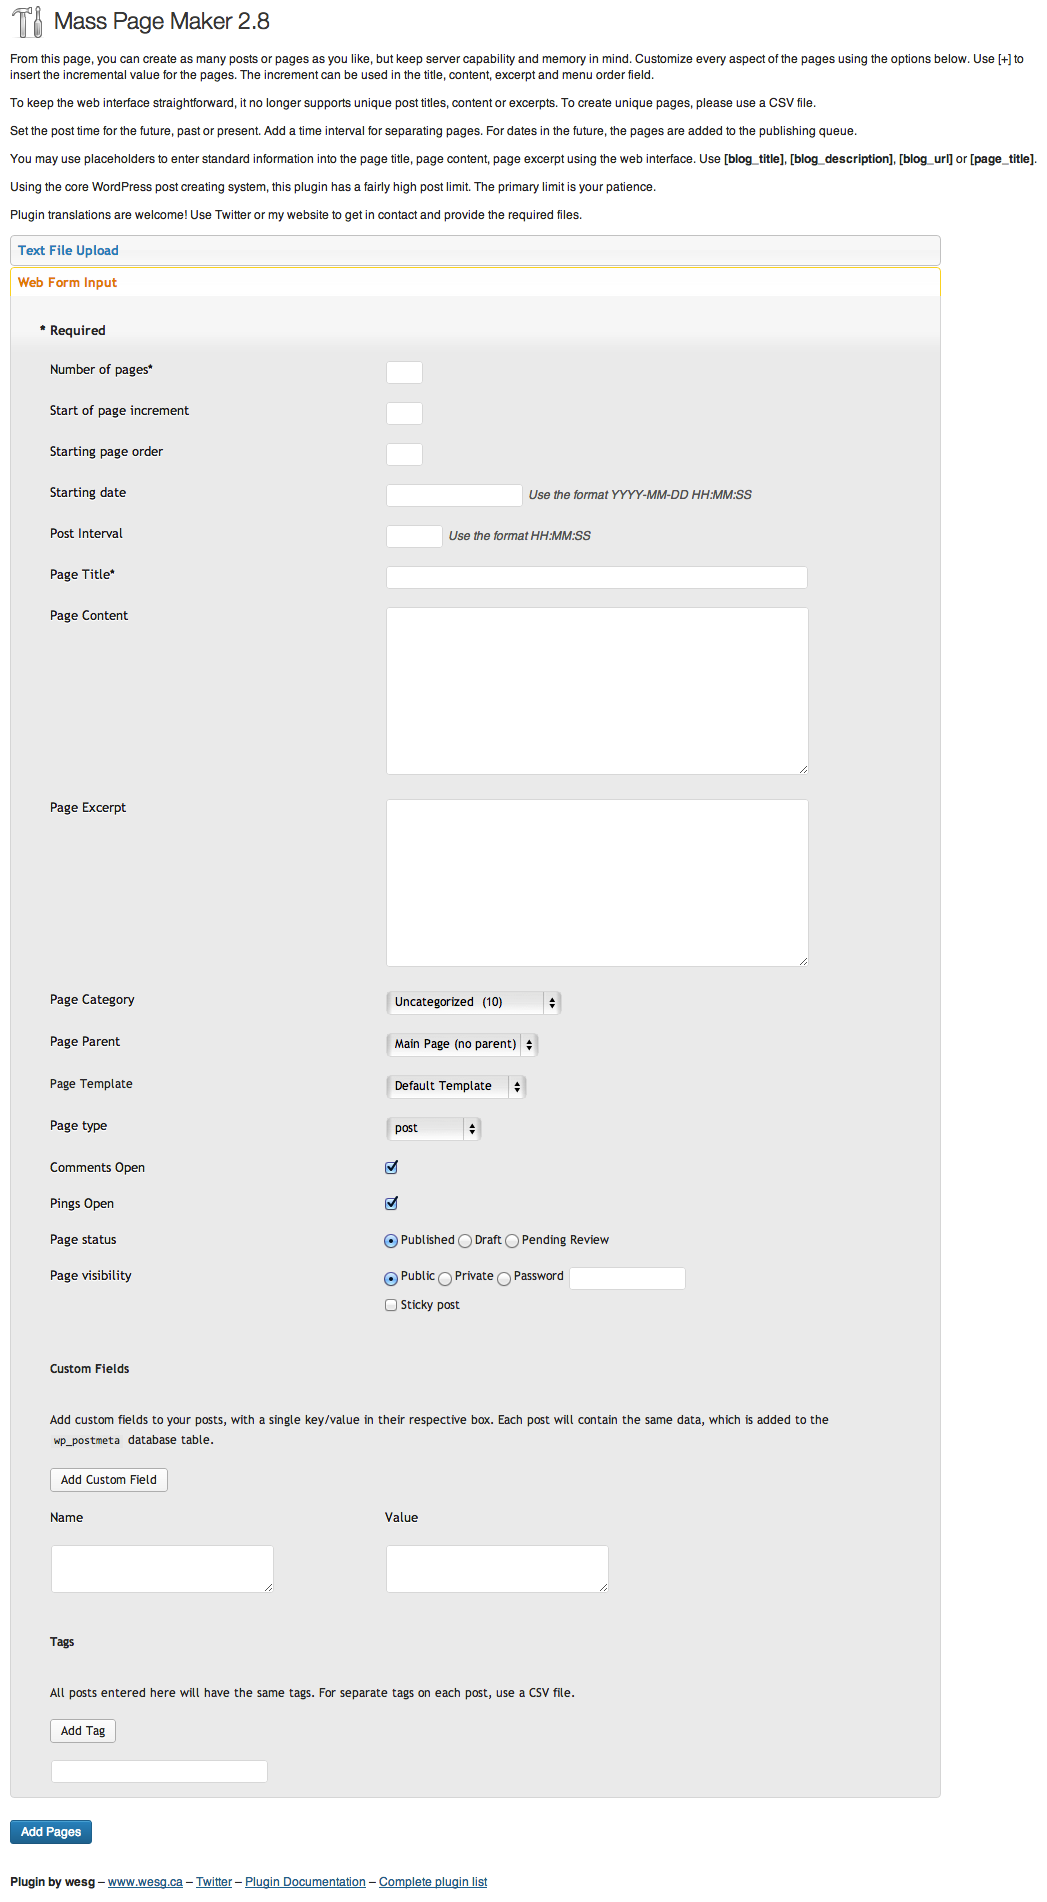 Mass Page Maker 2.8
From this page, you can create as many posts or pages as you like, but keep server capability and memory in mind. Customize every aspect of the pages using the options below. Use [+] to
insert the incremental value for the pages. The increment can be used in the title, content, excerpt and menu order field.
To keep the web interface straightforward, it no longer supports unique post titles, content or excerpts. To create unique pages, please use a CSV file.
Set the post time for the future, past or present. Add a time interval for separating pages. For dates in the future, the pages are added to the publishing queue.
You may use placeholders to enter standard information into the page title, page content, page excerpt using the web interface. Use [blog_title], [blog_description], [blog_url] or [page_title].
Using the core WordPress post creating system, this plugin has a fairly high post limit. The primary limit is your patience.
Plugin translations are welcome! Use Twitter or my website to get in contact and provide the required files.
Text File Upload
Web Form Input
* Required
Number of pages*
Start of page increment
Starting page order
Starting date Use the format YYYY-MM-DD HH:MM:SS
Post Interval Use the format HH:MM:SS
Page Title*
Page Content
Page Excerpt
Page Category Uncategorized (10)
Page Parent Main Page (no parent)
Page Template Default Template
Page type post
Comments Open
Pings Open
Page status Published Draft Pending Review
Page visibility Public Private Password
Sticky post
Custom Fields
Add custom fields to your posts, with a single key/value in their respective box. Each post will contain the same data, which is added to the
wp_postmeta database table.
Add Custom Field
Name Value
Tags
All posts entered here will have the same tags. For separate tags on each post, use a CSV file.
Add Tag
Add Pages
Plugin by wesg – www.wesg.ca – Twitter – Plugin Documentation – Complete plugin list